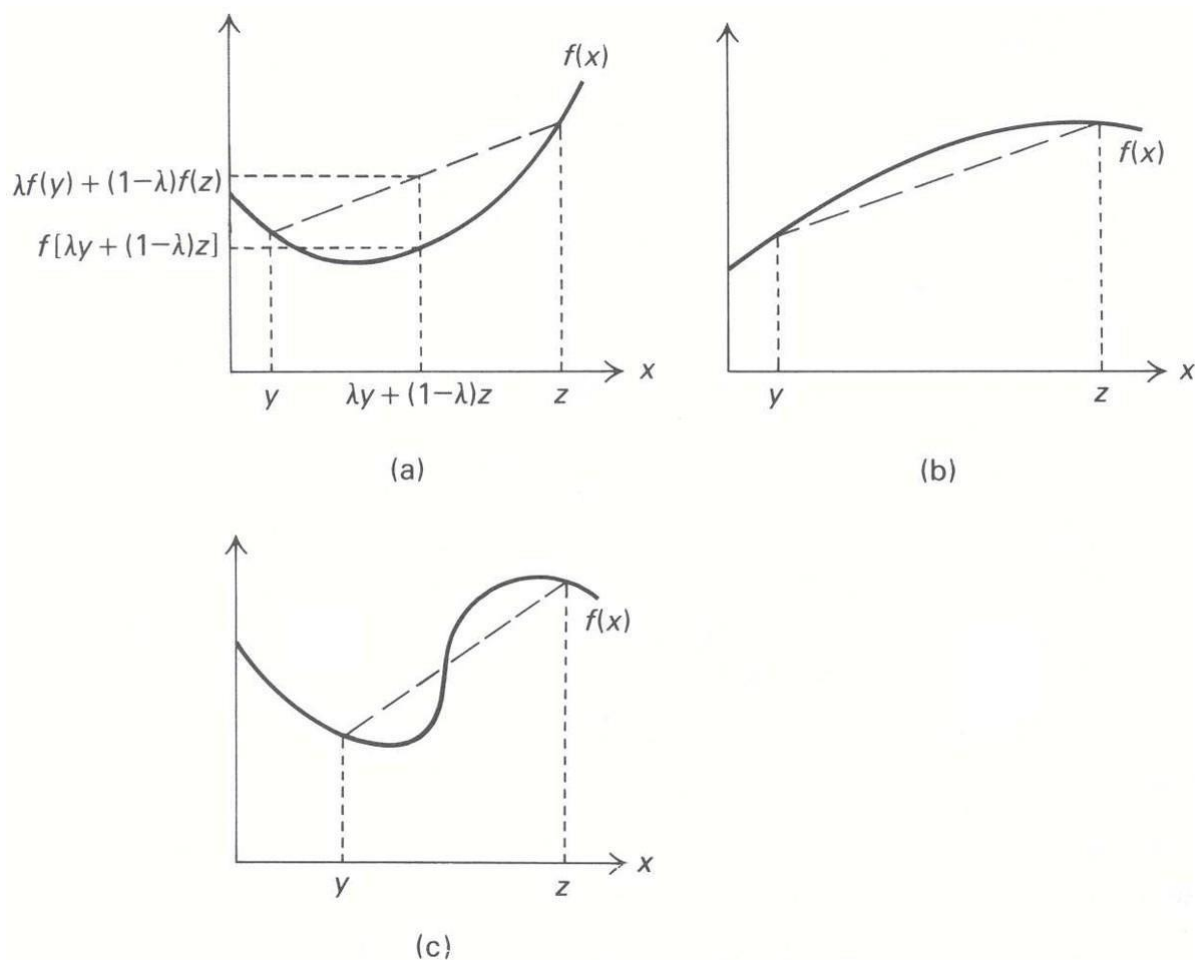 f(x)
λf(y) + (1−λ)f(z)
f[λy + (1−λ)z]
x
y
λy + (1−λ)z
z
(a)
f(x)
x
y
z
(b)
f(x)
x
y
z
(c)